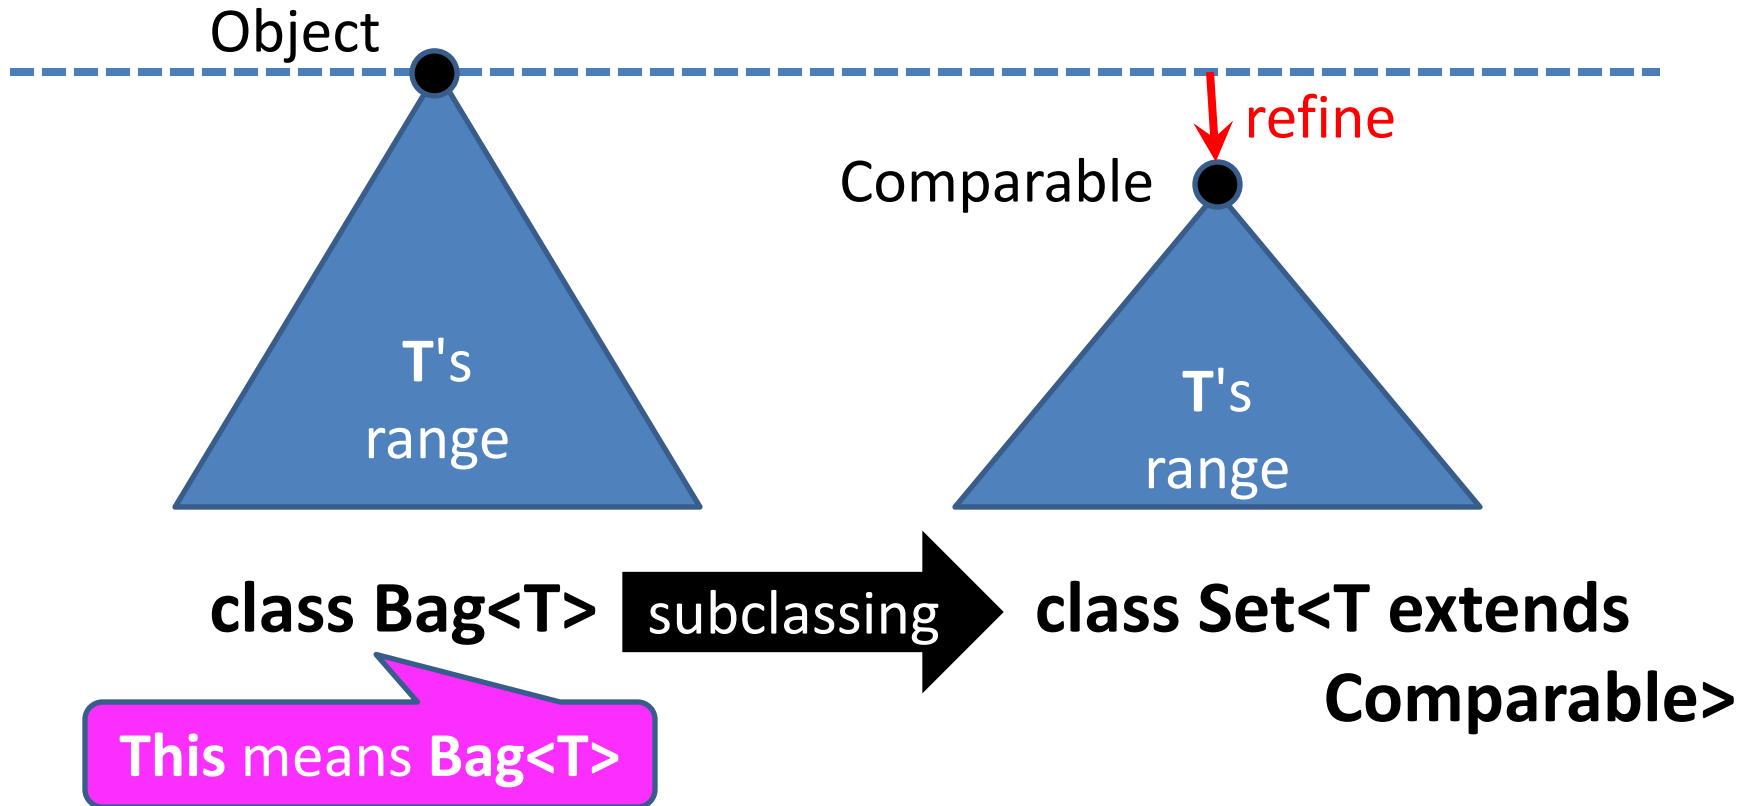 Object
refine
Comparable
T's
range
T's
range
class Bag<T>
subclassing
class Set<T extends
Comparable>
This means Bag<T>